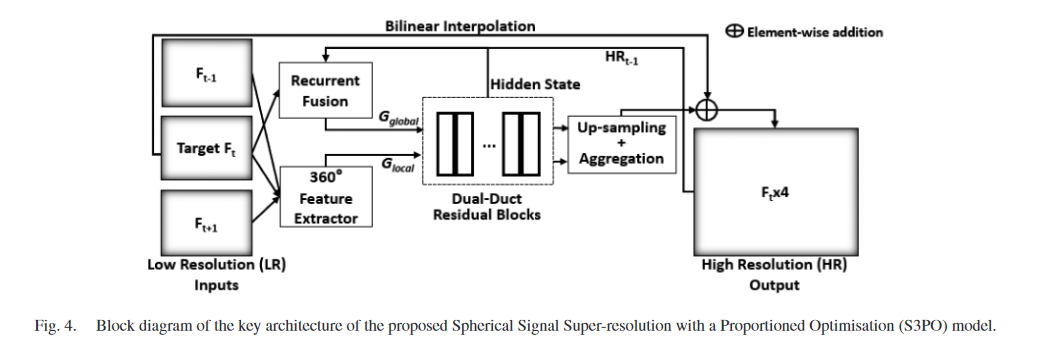 Bilinear Interpolation
⊕ Element-wise addition
F_{t-1}
HR_{t-1}
Recurrent
Fusion
Hidden State
G_{global}
Target F_t
Up-sampling
+
Aggregation
G_{local}
360°
Feature
Extractor
...
F_tx4
Dual-Duct
Residual Blocks
F_{t+1}
Low Resolution (LR)
Inputs
High Resolution (HR)
Output
Fig. 4. Block diagram of the key architecture of the proposed Spherical Signal Super-resolution with a Proportioned Optimisation (S3PO) model.